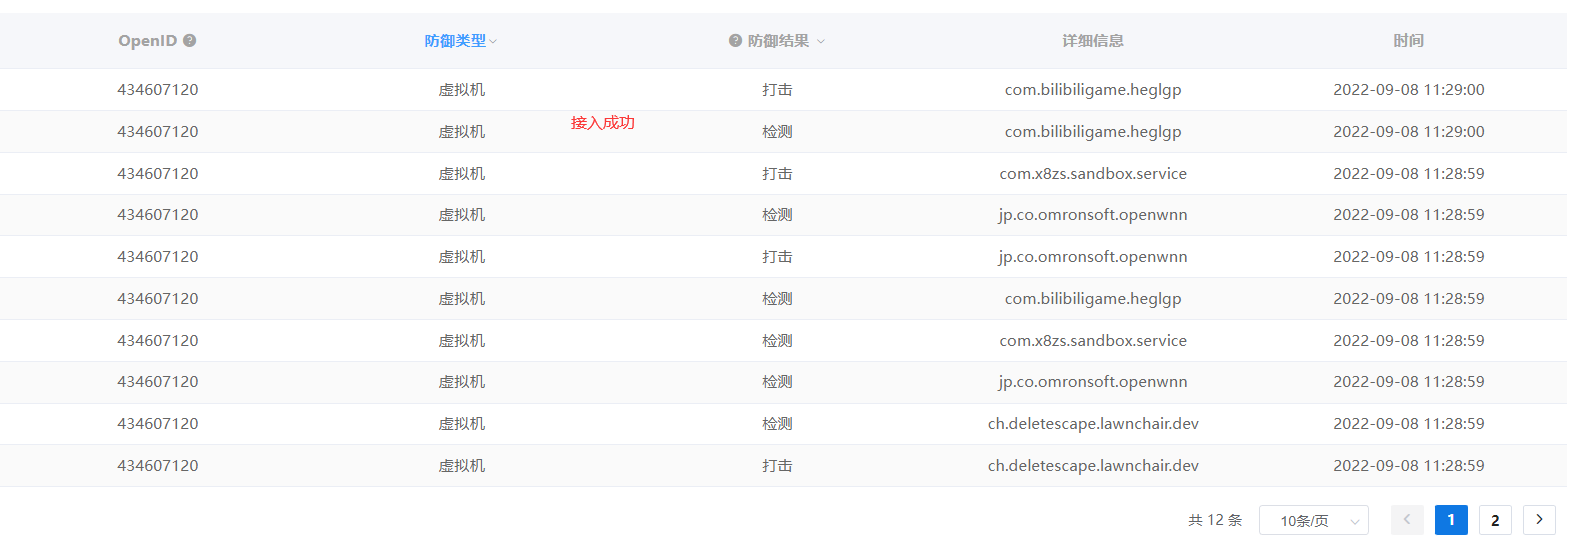 OpenID 防御类型 防御结果 详细信息 时间
434607120 虚拟机 打击 com.bilibiligame.heglgp 2022-09-08 11:29:00
434607120 虚拟机 接入成功 检测 com.bilibiligame.heglgp 2022-09-08 11:29:00
434607120 虚拟机 打击 com.x8zs.sandbox.service 2022-09-08 11:28:59
434607120 虚拟机 检测 jp.co.omronsoft.openwnn 2022-09-08 11:28:59
434607120 虚拟机 打击 jp.co.omronsoft.openwnn 2022-09-08 11:28:59
434607120 虚拟机 检测 com.bilibiligame.heglgp 2022-09-08 11:28:59
434607120 虚拟机 检测 com.x8zs.sandbox.service 2022-09-08 11:28:59
434607120 虚拟机 检测 jp.co.omronsoft.openwnn 2022-09-08 11:28:59
434607120 虚拟机 检测 ch.deletescape.lawnchair.dev 2022-09-08 11:28:59
434607120 虚拟机 打击 ch.deletescape.lawnchair.dev 2022-09-08 11:28:59
共 12 条 10条/页 1 2